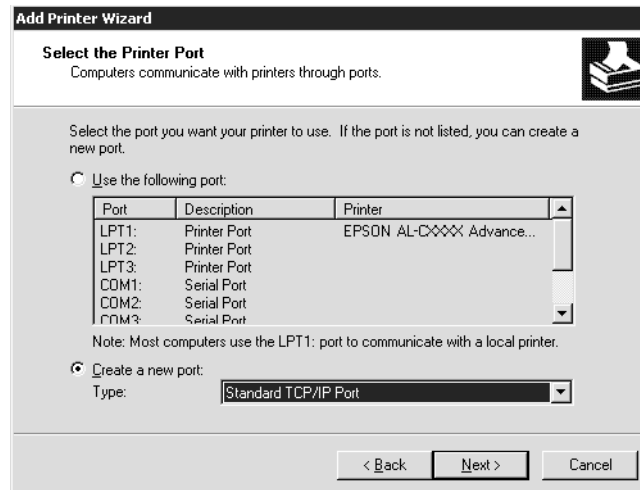 Add Printer Wizard
Select the Printer Port
Computers communicate with printers through ports.
Select the port you want your printer to use. If the port is not listed, you can create a
new port.
Use the following port:
Port Description Printer
LPT1: Printer Port EPSON AL-CXXXX Advance...
LPT2: Printer Port
LPT3: Printer Port
COM1: Serial Port
COM2: Serial Port
COM3: Serial Port
Note: Most computers use the LPT1: port to communicate with a local printer.
Create a new port:
Type: Standard TCP/IP Port
< Back Next > Cancel